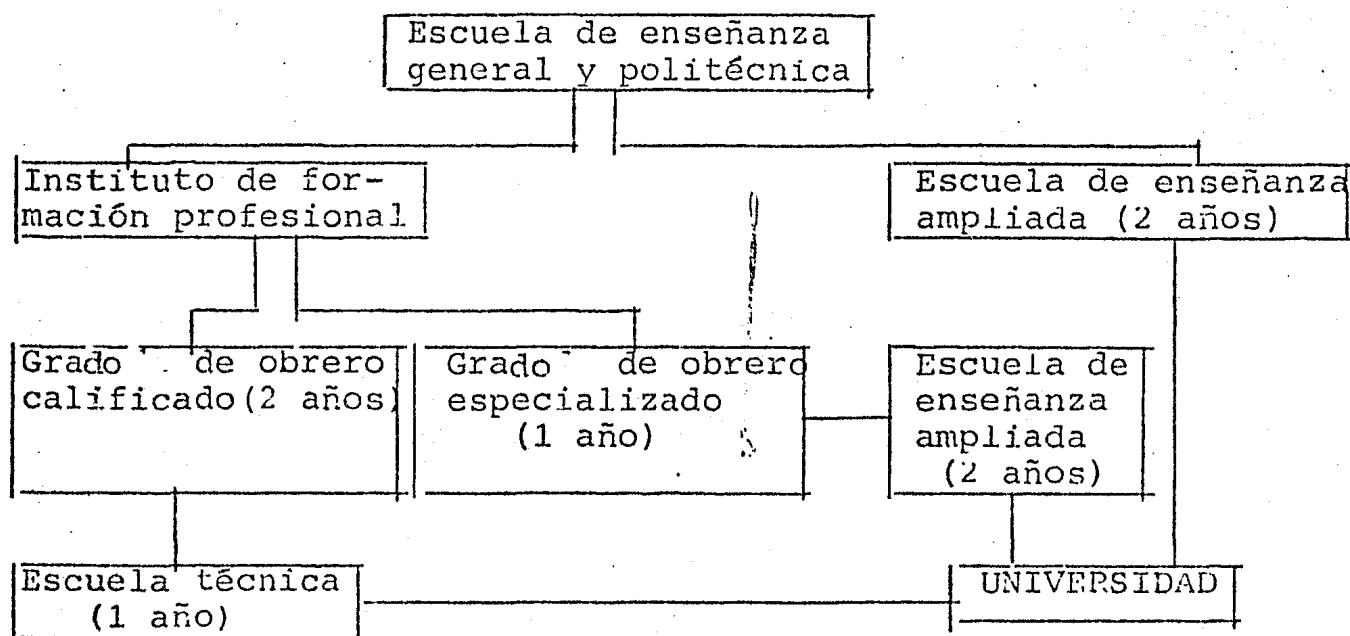 Escuela de enseñanza
general y politécnica
Instituto de for-
mación profesional
Escuela de enseñanza
ampliada (2 años)
Grado de obrero
calificado (2 años)
Grado de obrero
especializado
(1 año)
Escuela de
enseñanza
ampliada
(2 años)
Escuela técnica
(1 año)
UNIVERSIDAD